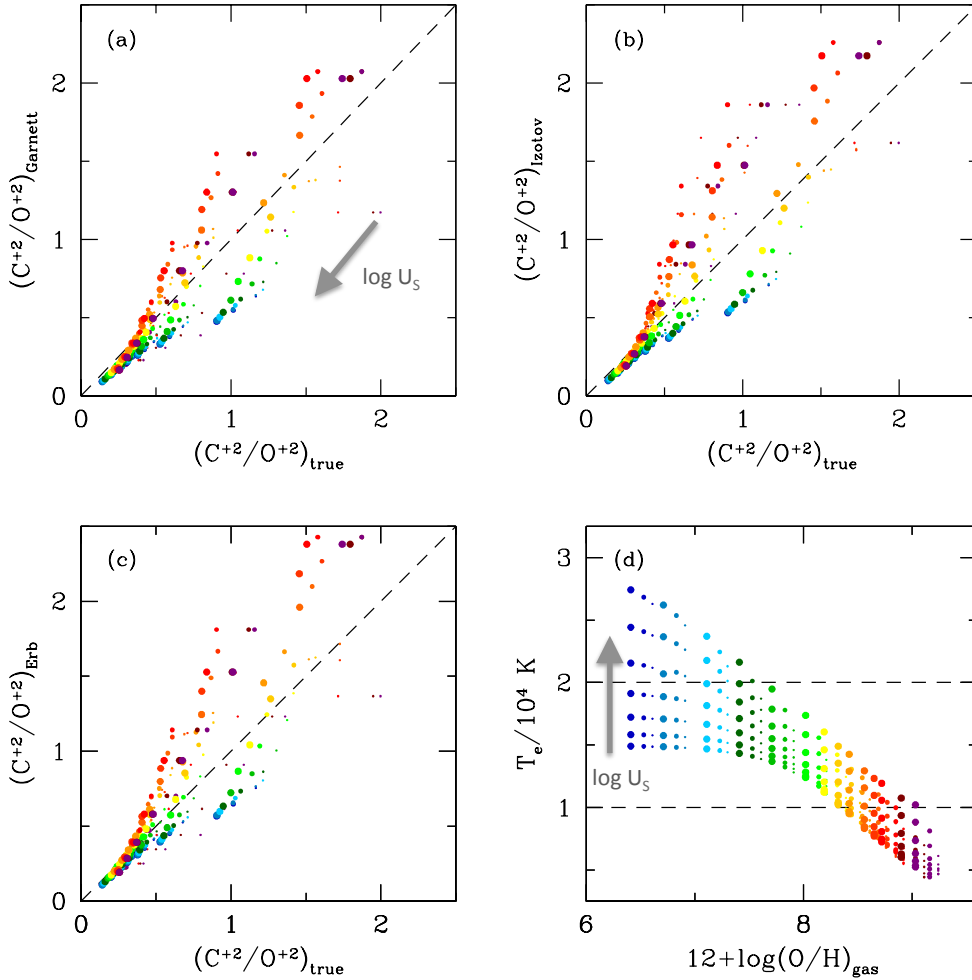 (a)
2
1
0
0 1 2
(C⁺²/O⁺²)Garnett
(C⁺²/O⁺²)true
log Uₛ
(b)
2
1
0
0 1 2
(C⁺²/O⁺²)Izotov
(C⁺²/O⁺²)true
(c)
2
1
0
0 1 2
(C⁺²/O⁺²)Erb
(C⁺²/O⁺²)true
(d)
3
2
1
6 8
Tₑ/10⁴ K
log Uₛ
12+log(O/H)gas